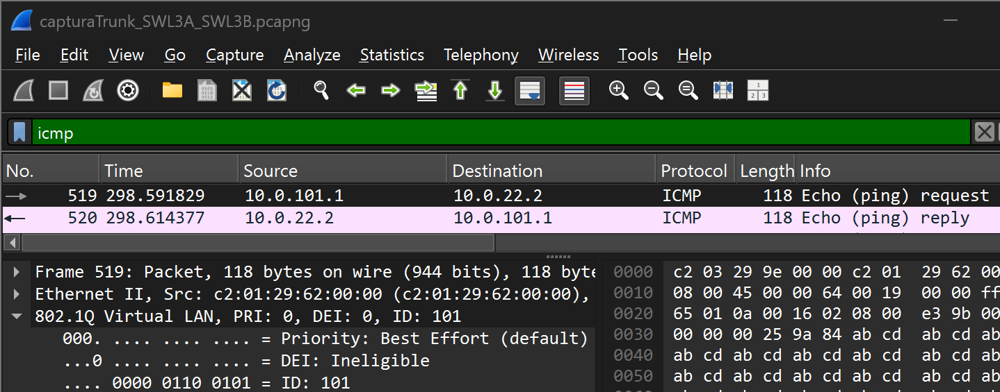 capturaTrunk_SWL3A_SWL3B.pcapng
File Edit View Go Capture Analyze Statistics Telephony Wireless Tools Help
icmp
No. Time Source Destination Protocol Length Info
519 298.591829 10.0.101.1 10.0.22.2 ICMP 118 Echo (ping) request
520 298.614377 10.0.22.2 10.0.101.1 ICMP 118 Echo (ping) reply
Frame 519: Packet, 118 bytes on wire (944 bits), 118 byte
Ethernet II, Src: c2:01:29:62:00:00 (c2:01:29:62:00:00),
802.1Q Virtual LAN, PRI: 0, DEI: 0, ID: 101
000. .... .... .... = Priority: Best Effort (default)
...0 .... .... .... = DEI: Ineligible
.... 0000 0110 0101 = ID: 101
0000 c2 03 29 9e 00 00 c2 01 29 62 00
0010 08 00 45 00 00 64 00 19 00 00 ff
0020 65 01 0a 00 16 02 08 00 e3 9b 00
0030 00 00 00 25 9a 84 ab cd ab cd ab
0040 ab cd ab cd ab cd ab cd ab cd ab
0050 ab cd ab cd ab cd ab cd ab cd ab